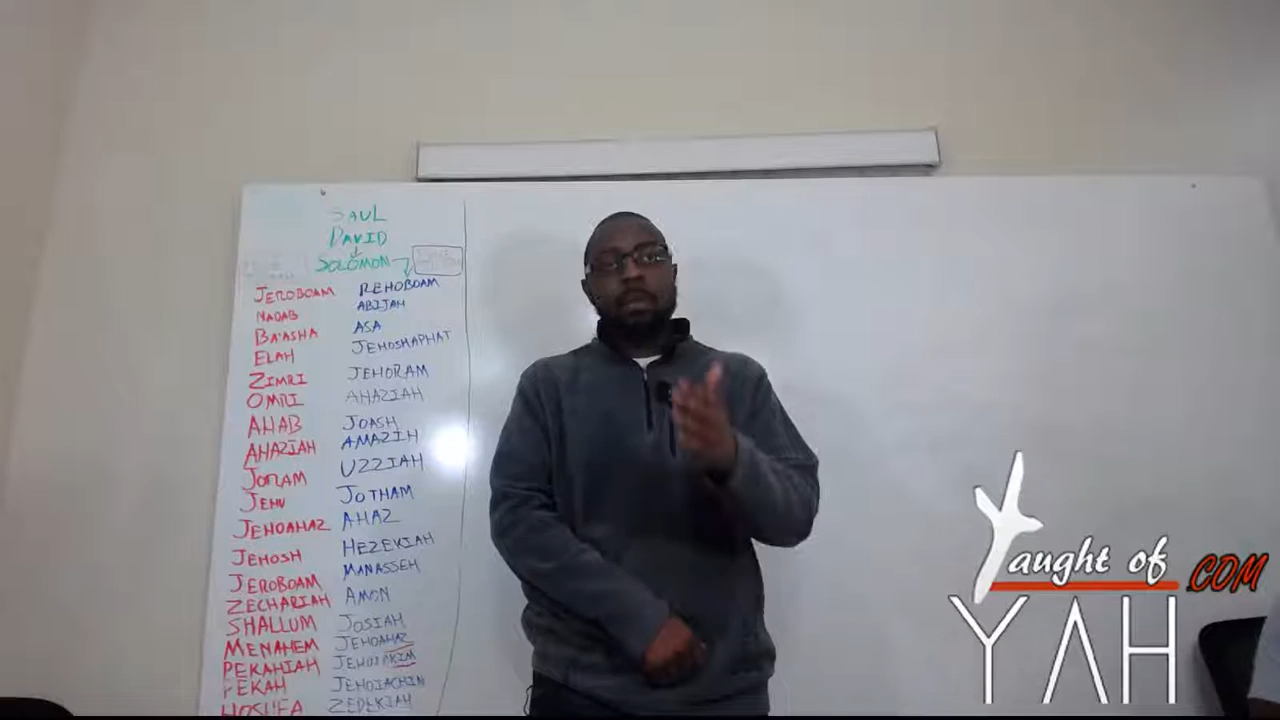 SAUL
DAVID
SOLOMON
JEROBOAM REHOBOAM
NADAB ABIJAH
BA'ASHA ASA
ELAH JEHOSHAPHAT
ZIMRI JEHORAM
OMRI AHAZIAH
AHAB JOASH
AHAZIAH AMAZIH
JORAM UZZIAH
JEHU JOTHAM
JEHOAHAZ AHAZ
JEHOSH HEZEKIAH
JEROBOAM MANASSEH
ZECHARIAH AMON
SHALLUM JOSIAH
MENAHEM JEHOAHAZ
PEKAHIAH JEHOIAKIM
PEKAH JEHOIACHIN
HOSHEA ZEDEKIAH
Taught of .COM
YAH